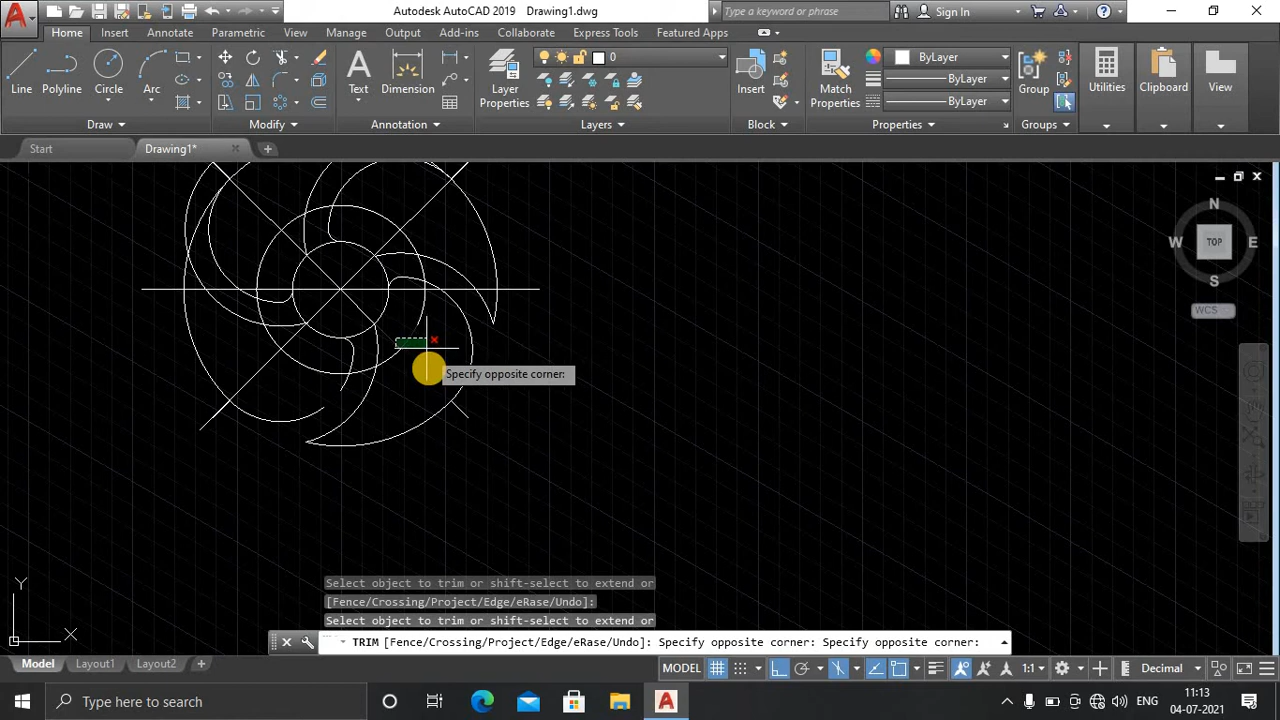 Autodesk AutoCAD 2019 Drawing1.dwg
Type a keyword or phrase
Sign In
Home Insert Annotate Parametric View Manage Output Add-ins Collaborate Express Tools Featured Apps
0
ByLayer
ByLayer
ByLayer
Line Polyline Circle Arc Text Dimension Layer Properties Insert Match Properties Group Utilities Clipboard View
Draw Modify Annotation Layers Block Properties Groups
Start Drawing1*
N
W TOP E
S
WCS
Specify opposite corner:
Y
X
Select object to trim or shift-select to extend or
[Fence/Crossing/Project/Edge/eRase/Undo]:
Select object to trim or shift-select to extend or
TRIM [Fence/Crossing/Project/Edge/eRase/Undo]: Specify opposite corner: Specify opposite corner:
Model Layout1 Layout2 + MODEL 1:1 Decimal
Type here to search
ENG 11:13
04-07-2021